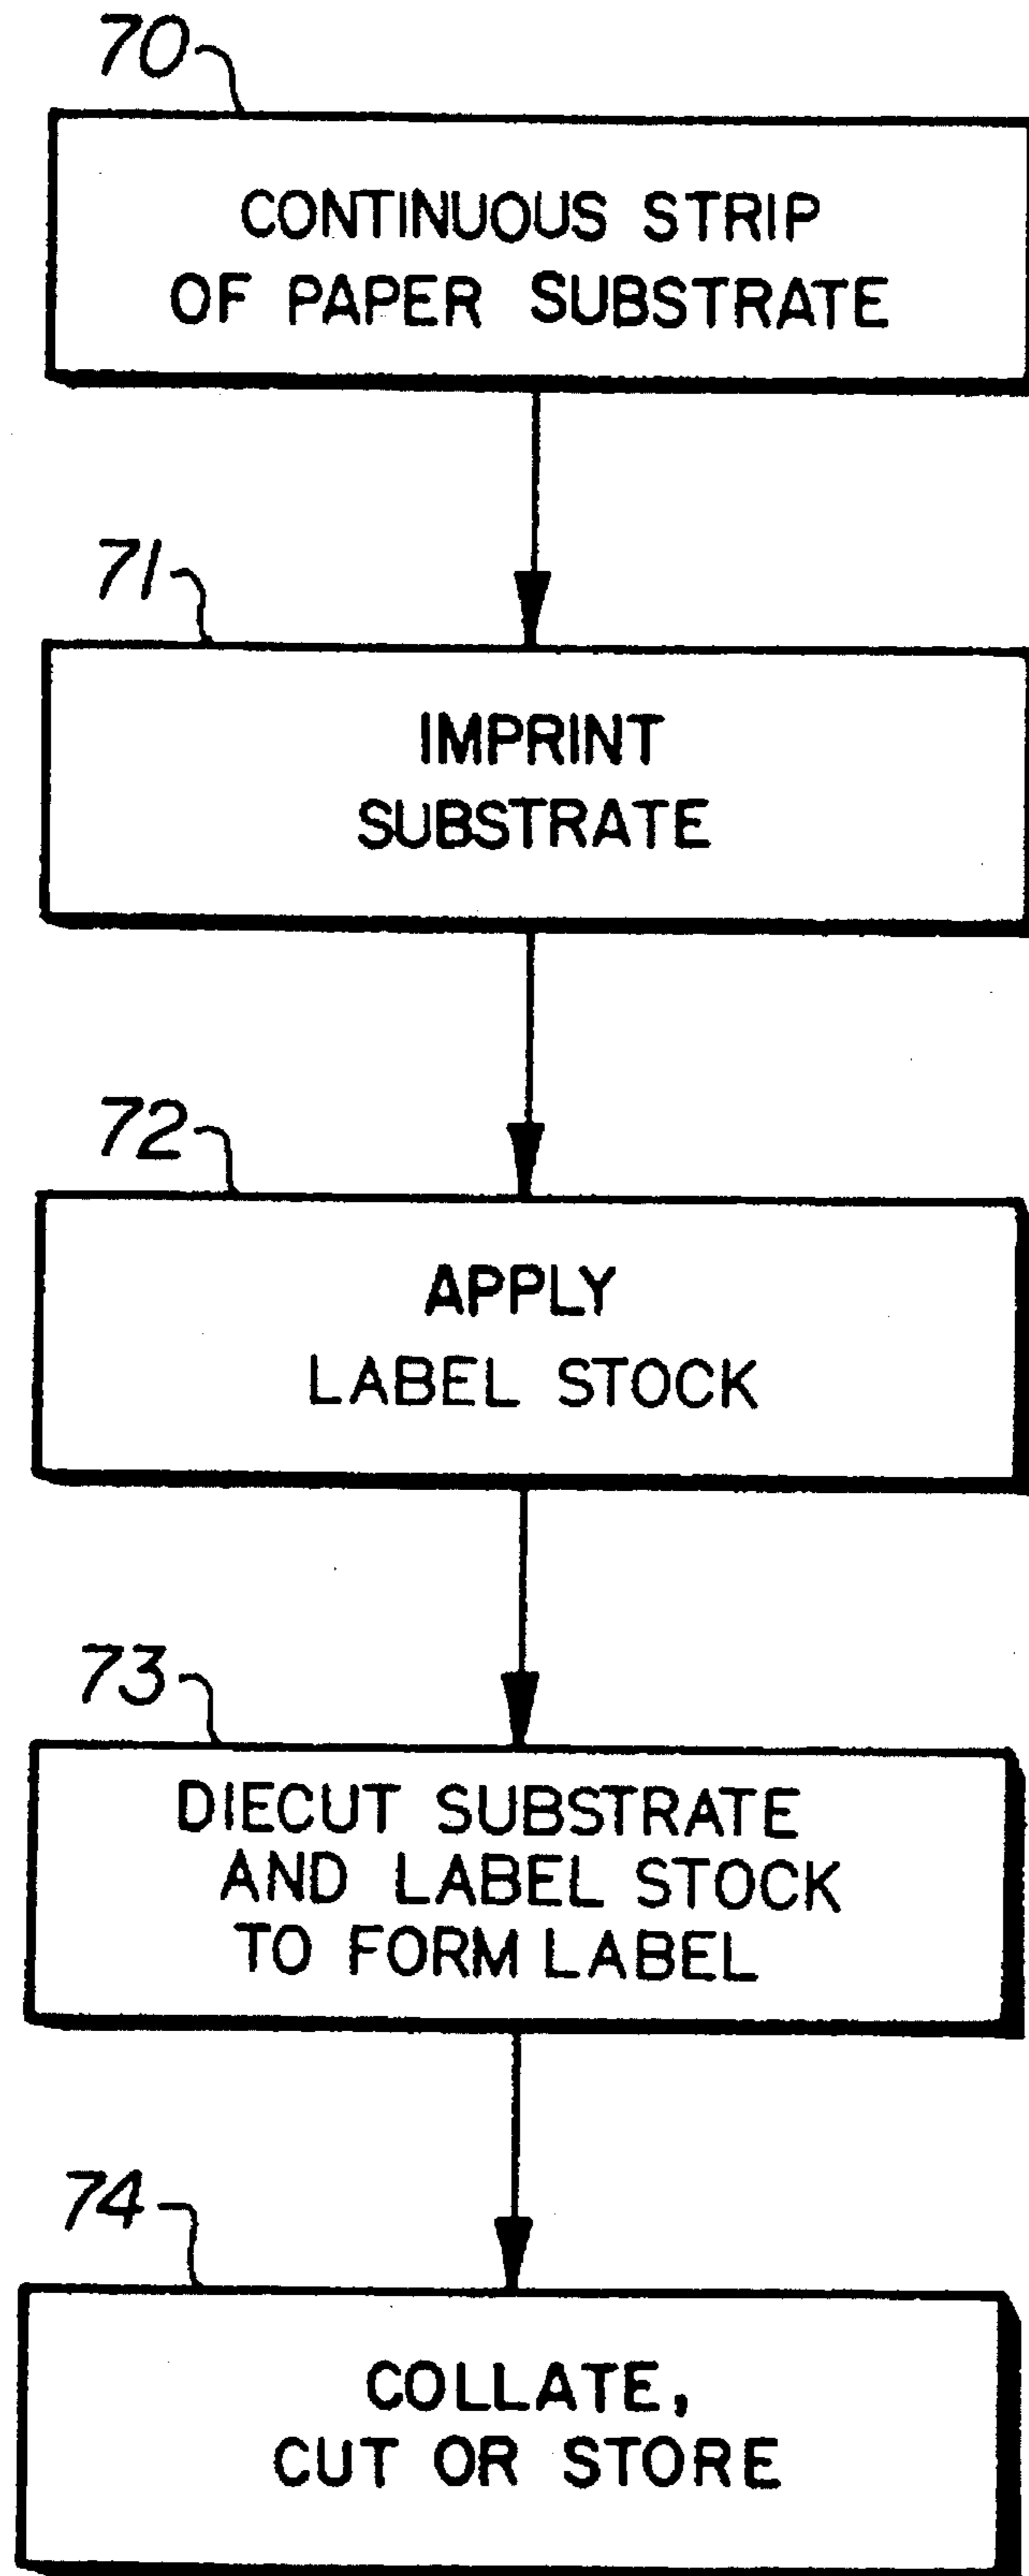 70
CONTINUOUS STRIP
OF PAPER SUBSTRATE
71
IMPRINT
SUBSTRATE
72
APPLY
LABEL STOCK
73
DIECUT SUBSTRATE
AND LABEL STOCK
TO FORM LABEL
74
COLLATE,
CUT OR STORE